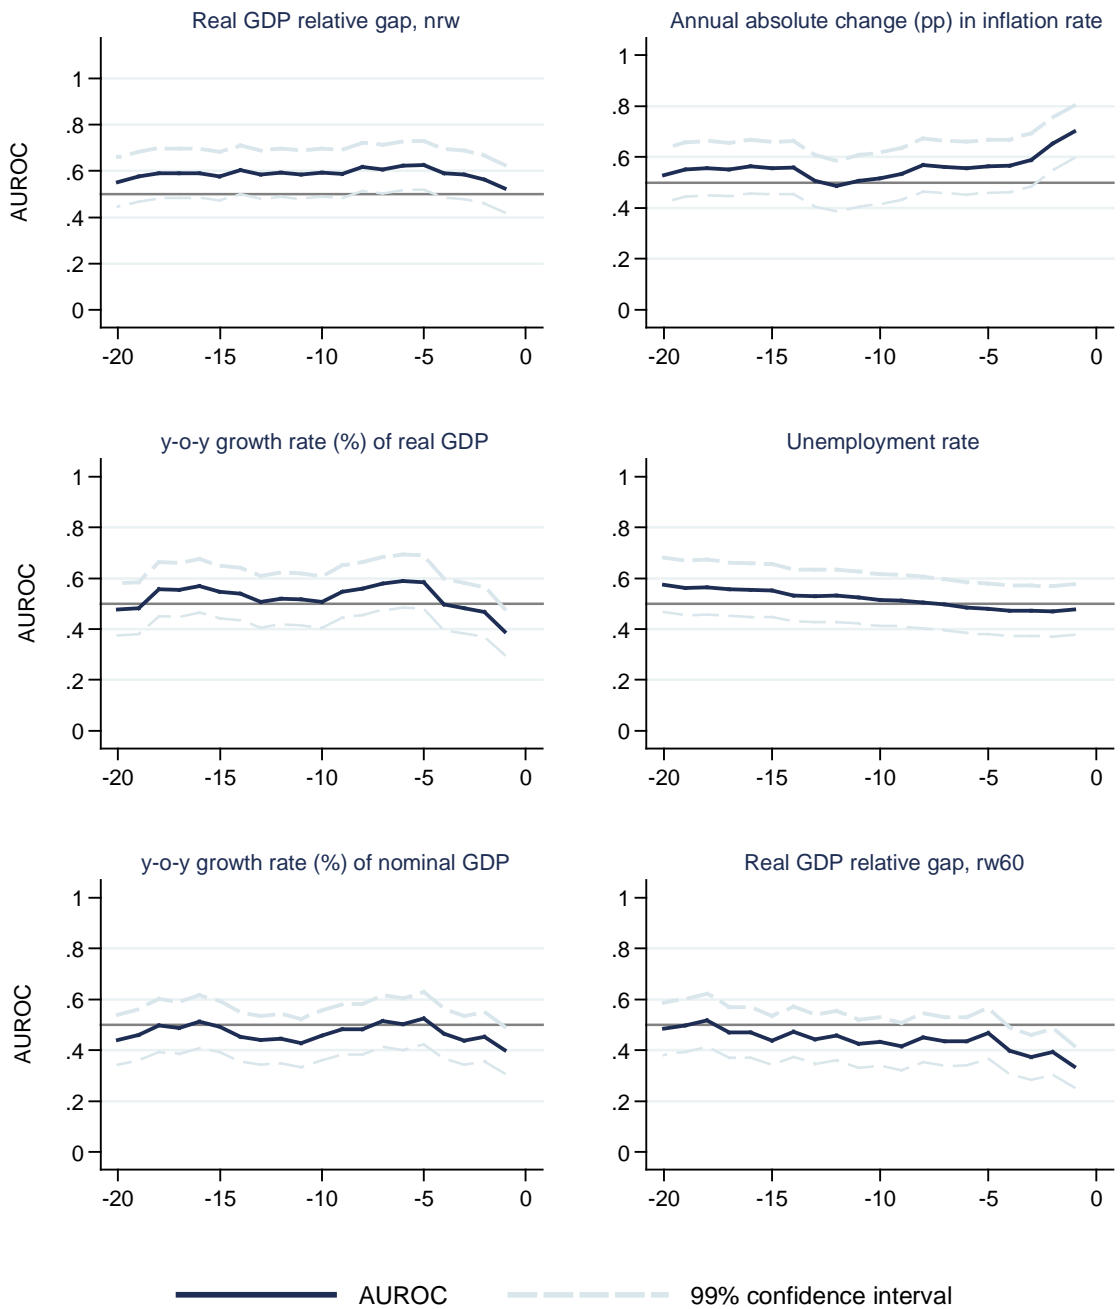 Real GDP relative gap, nrw
AUROC
1
.8
.6
.4
.2
0
-20 -15 -10 -5 0
Annual absolute change (pp) in inflation rate
1
.8
.6
.4
.2
0
-20 -15 -10 -5 0
y-o-y growth rate (%) of real GDP
AUROC
1
.8
.6
.4
.2
0
-20 -15 -10 -5 0
Unemployment rate
1
.8
.6
.4
.2
0
-20 -15 -10 -5 0
y-o-y growth rate (%) of nominal GDP
AUROC
1
.8
.6
.4
.2
0
-20 -15 -10 -5 0
Real GDP relative gap, rw60
1
.8
.6
.4
.2
0
-20 -15 -10 -5 0
AUROC 99% confidence interval